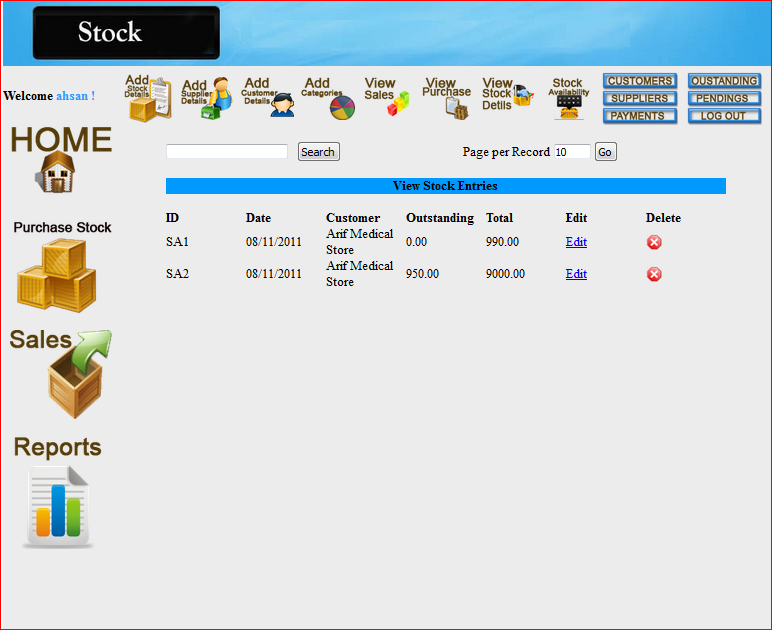 Stock
Welcome ahsan !
Add Stock Details
Add Supplier Details
Add Customer Details
Add Categories
View Sales
View Purchase
View Stock Detils
Stock Availability
CUSTOMERS
SUPPLIERS
PAYMENTS
OUSTANDING
PENDINGS
LOG OUT
HOME
Purchase Stock
Sales
Reports
Search
Page per Record 10 Go
View Stock Entries
ID Date Customer Outstanding Total Edit Delete
SA1 08/11/2011 Arif Medical Store 0.00 990.00 Edit
SA2 08/11/2011 Arif Medical Store 950.00 9000.00 Edit